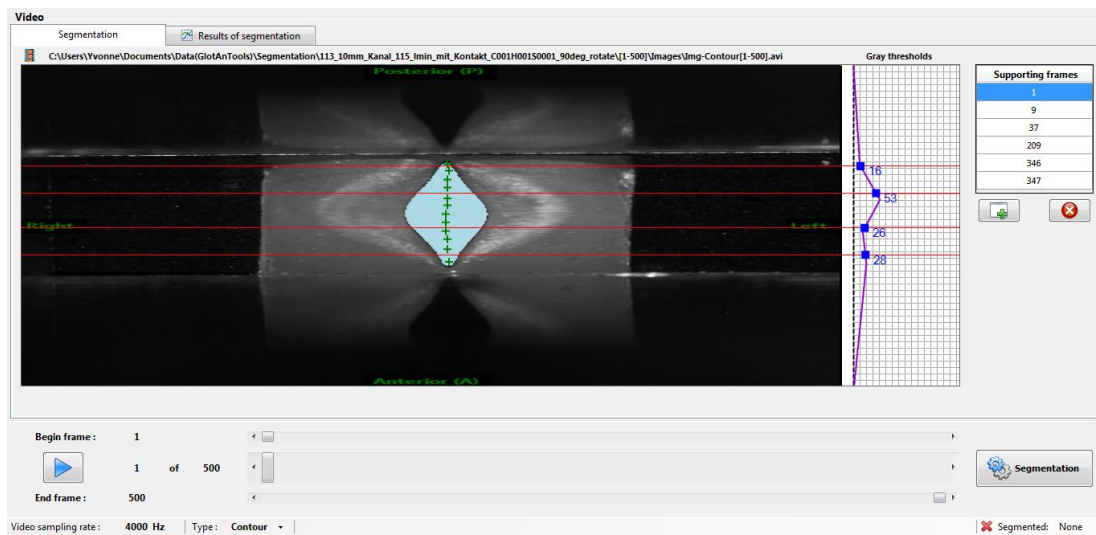 Video
Segmentation
Results of segmentation
C:\Users\Yvonne\Documents\Data(GlotAnTools)\Segmentation\113_10mm_Kanal_115_lmin_mit_Kontakt_C001H001S0001_90deg_rotate\[1-500]\Images\Img-Contour[1-500].avi
Gray thresholds
Supporting frames
Posterior (P)
1
9
37
209
346
347
16
53
Right
Left
26
28
Anterior (A)
Begin frame : 1
1 of 500
Segmentation
End frame : 500
Video sampling rate : 4000 Hz Type : Contour Segmented: None